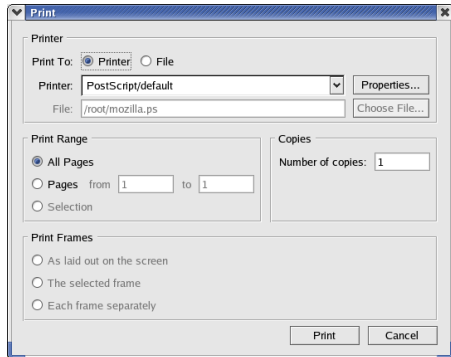 Print
Printer
Print To: Printer File
Printer: PostScript/default Properties...
File: /root/mozilla.ps Choose File...
Print Range
All Pages
Pages from 1 to 1
Selection
Copies
Number of copies: 1
Print Frames
As laid out on the screen
The selected frame
Each frame separately
Print Cancel